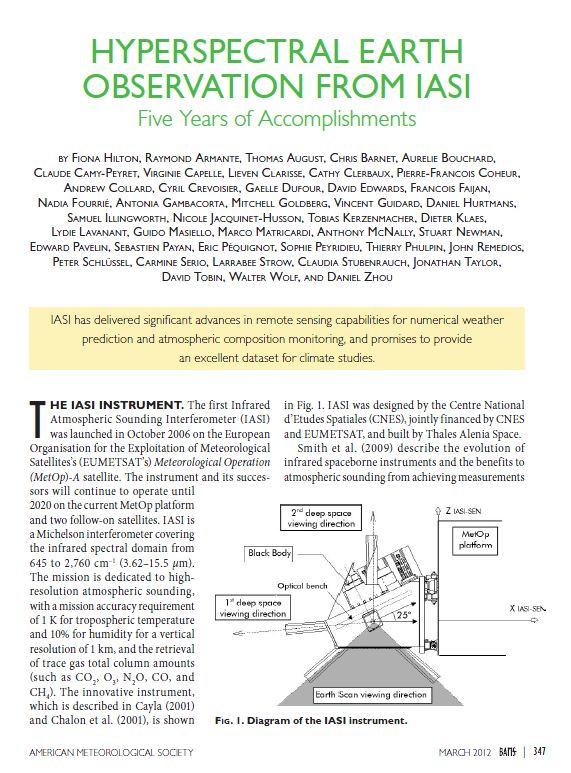 HYPERSPECTRAL EARTH
OBSERVATION FROM IASI
Five Years of Accomplishments
BY FIONA HILTON, RAYMOND ARMANTE, THOMAS AUGUST, CHRIS BARNET, AURELIE BOUCHARD,
CLAUDE CAMY-PEYRET, VIRGINIE CAPELLE, LIEVEN CLARISSE, CATHY CLERBAUX, PIERRE-FRANCOIS COHEUR,
ANDREW COLLARD, CYRIL CREVOISIER, GAELLE DUFOUR, DAVID EDWARDS, FRANCOIS FAIJAN,
NADIA FOURRIÉ, ANTONIA GAMBACORTA, MITCHELL GOLDBERG, VINCENT GUIDARD, DANIEL HURTMANS,
SAMUEL ILLINGWORTH, NICOLE JACQUINET-HUSSON, TOBIAS KERZENMACHER, DIETER KLAES,
LYDIE LAVANANT, GUIDO MASIELLO, MARCO MATRICARDI, ANTHONY MCNALLY, STUART NEWMAN,
EDWARD PAVELIN, SEBASTIEN PAYAN, ERIC PÉQUIGNOT, SOPHIE PEYRIDIEU, THIERRY PHULPIN, JOHN REMEDIOS,
PETER SCHLÜSSEL, CARMINE SERIO, LARRABEE STROW, CLAUDIA STUBENRAUCH, JONATHAN TAYLOR,
DAVID TOBIN, WALTER WOLF, AND DANIEL ZHOU
IASI has delivered significant advances in remote sensing capabilities for numerical weather
prediction and atmospheric composition monitoring, and promises to provide
an excellent dataset for climate studies.
THE IASI INSTRUMENT. The first Infrared
Atmospheric Sounding Interferometer (IASI)
was launched in October 2006 on the European
Organisation for the Exploitation of Meteorological
Satellites's (EUMETSAT's) Meteorological Operation
(MetOp)-A satellite. The instrument and its succes-
sors will continue to operate until
2020 on the current MetOp platform
and two follow-on satellites. IASI is
a Michelson interferometer covering
the infrared spectral domain from
645 to 2,760 cm⁻¹ (3.62–15.5 μm).
The mission is dedicated to high-
resolution atmospheric sounding,
with a mission accuracy requirement
of 1 K for tropospheric temperature
and 10% for humidity for a vertical
resolution of 1 km, and the retrieval
of trace gas total column amounts
(such as CO₂, O₃, N₂O, CO, and
CH₄). The innovative instrument,
which is described in Cayla (2001)
and Chalon et al. (2001), is shown
in Fig. 1. IASI was designed by the Centre National
d'Etudes Spatiales (CNES), jointly financed by CNES
and EUMETSAT, and built by Thales Alenia Space.
Smith et al. (2009) describe the evolution of
infrared spaceborne instruments and the benefits to
atmospheric sounding from achieving measurements
2nd deep space
viewing direction
Z IASI-SEN
MetOp
platform
Black Body
Optical bench
1st deep space
viewing direction
25°
X IASI-SEN
Earth Scan viewing direction
FIG. 1. Diagram of the IASI instrument.
AMERICAN METEOROLOGICAL SOCIETY
MARCH 2012 BAMS | 347